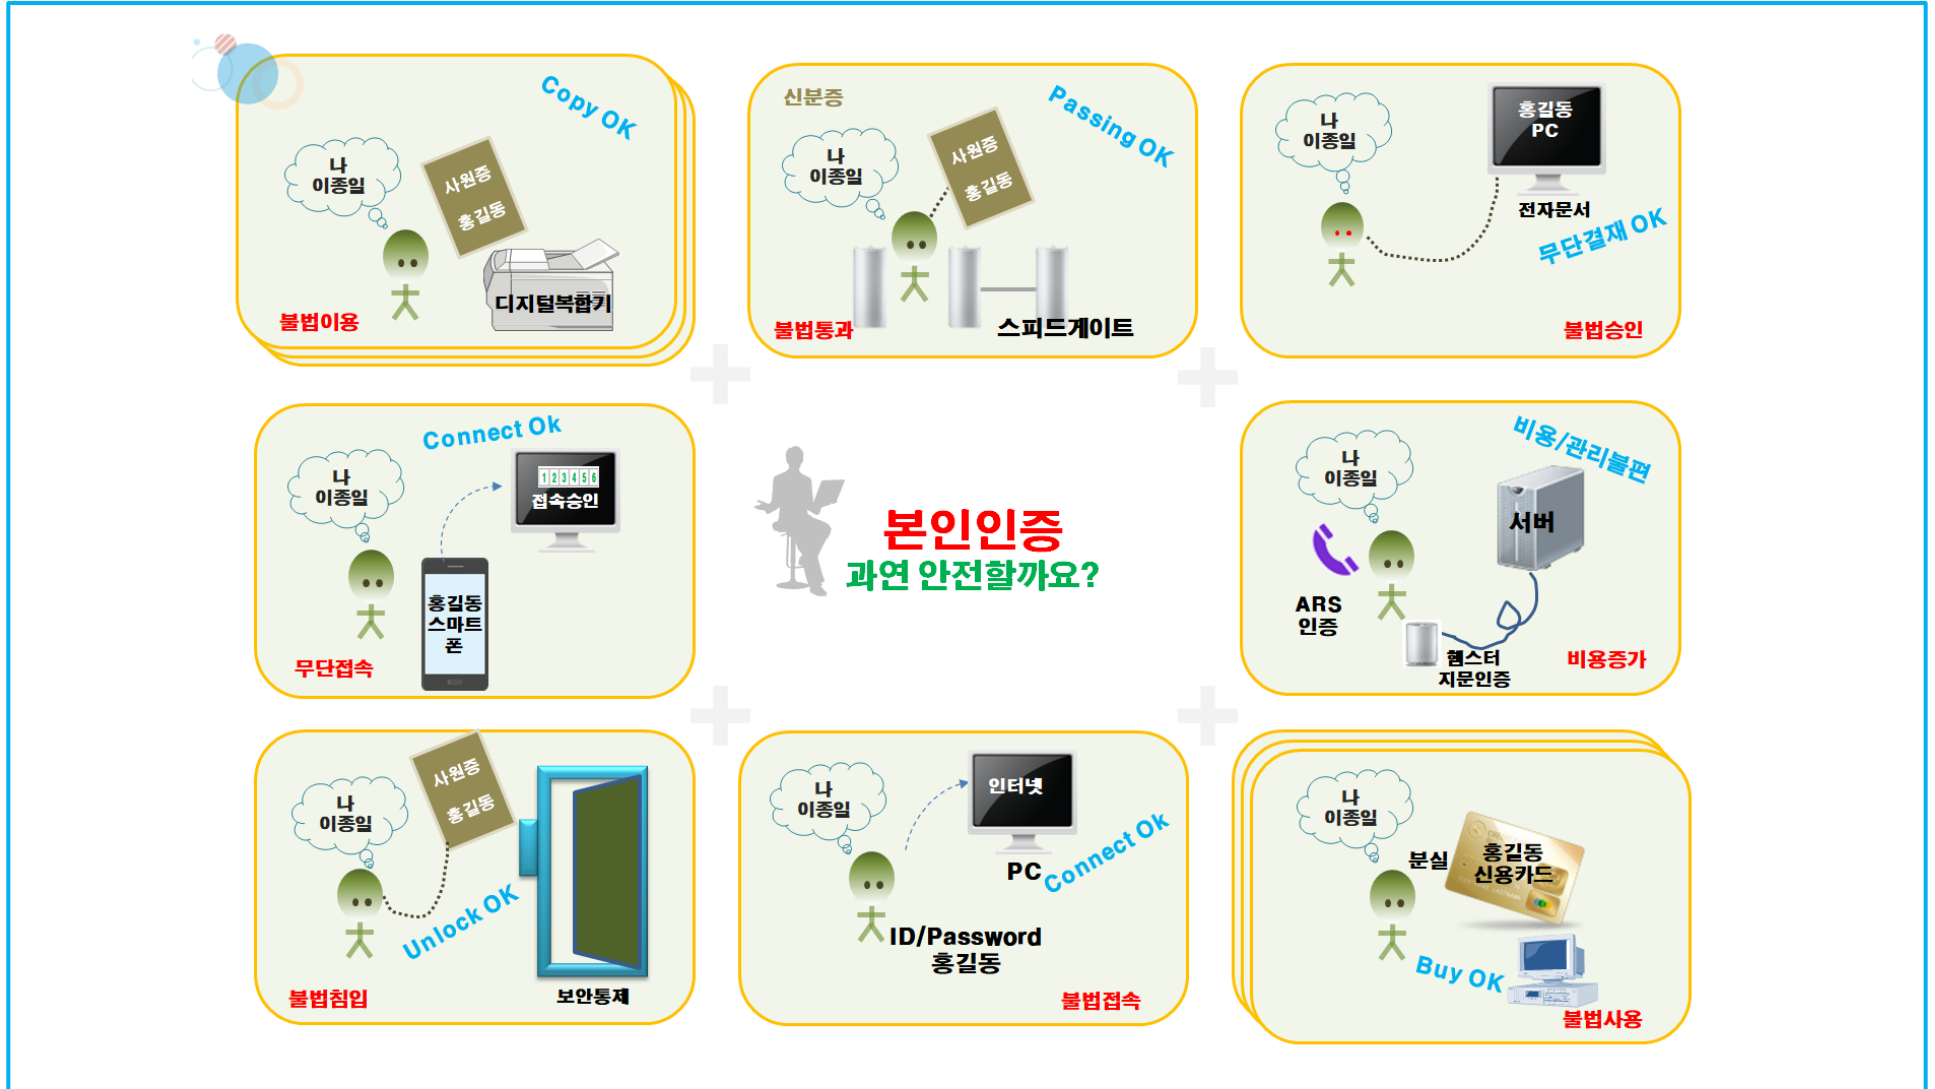 Copy OK
나
이종일
사원증
홍길동
디지털복합기
불법이용
신분증
Passing OK
나
이종일
사원증
홍길동
불법통과
스피드게이트
나
이종일
홍길동
PC
전자문서
무단결재 OK
불법승인
Connect Ok
나
이종일
1 2 3 4 5 6
접속승인
홍길동
스마트
폰
무단접속
본인인증
과연 안전할까요?
비용/관리불편
나
이종일
서버
ARS
인증
햄스터
지문인증
비용증가
사원증
홍길동
나
이종일
Unlock OK
불법침입
보안통제
나
이종일
인터넷
PC
Connect Ok
ID/Password
홍길동
불법접속
나
이종일
분실
홍길동
신용카드
Buy OK
불법사용